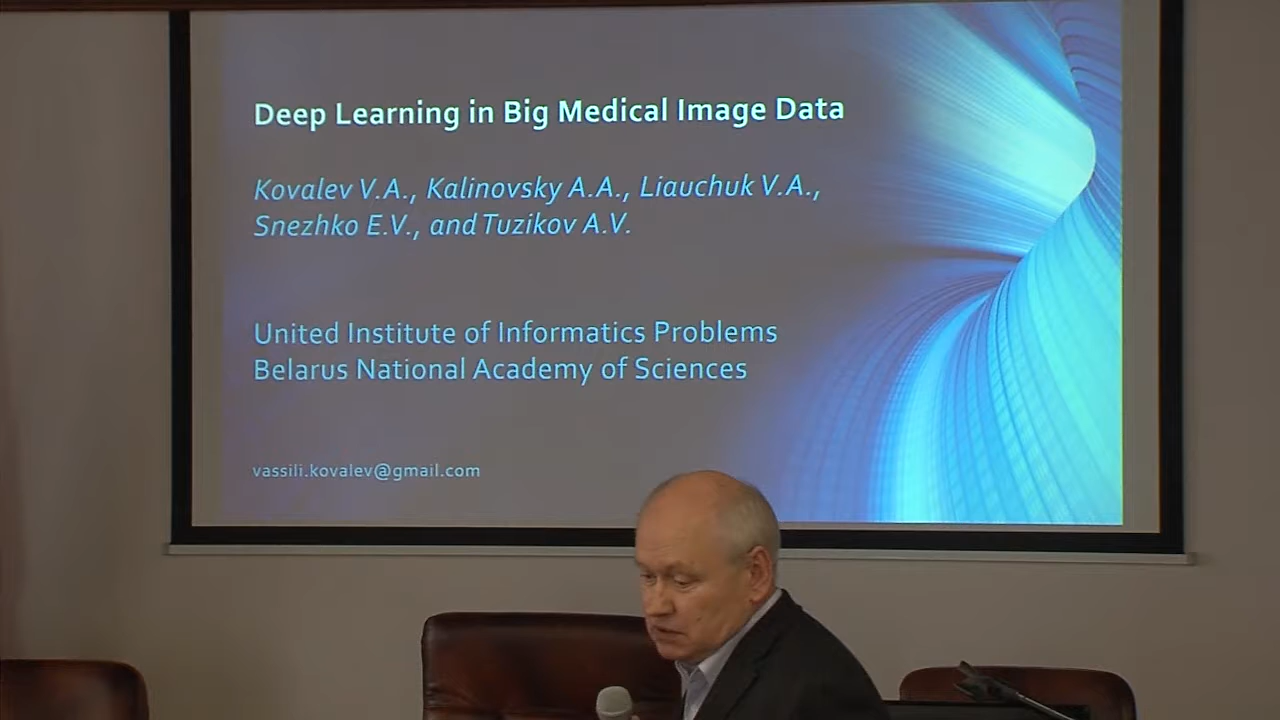 Deep Learning in Big Medical Image Data
Kovalev V.A., Kalinovsky A.A., Liauchuk V.A.,
Snezhko E.V., and Tuzikov A.V.
United Institute of Informatics Problems
Belarus National Academy of Sciences
vassili.kovalev@gmail.com